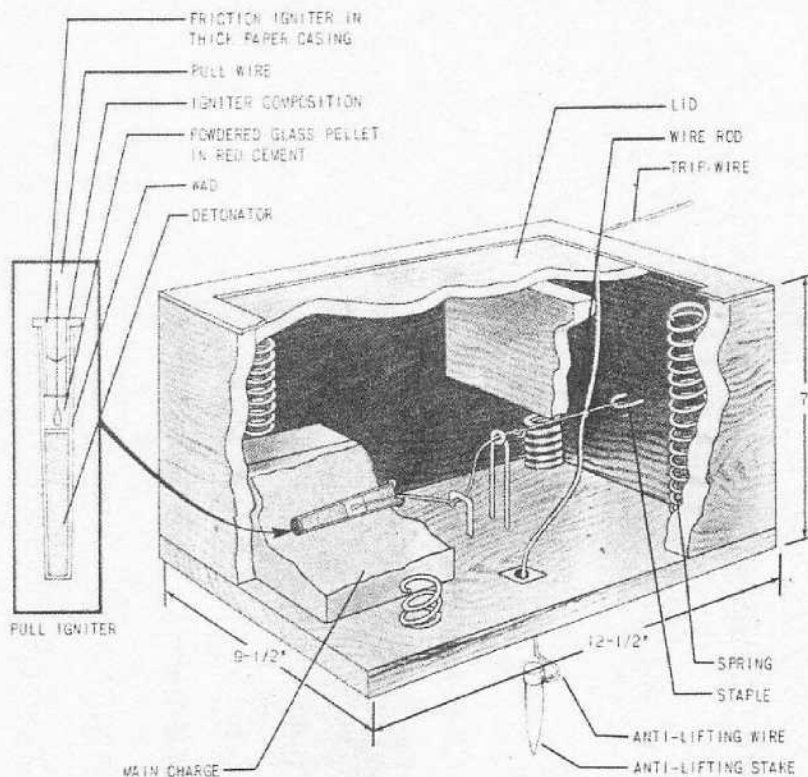 FRICTION IGNITER IN
THICK PAPER CASING
PULL WIRE
IGNITER COMPOSITION
POWDERED GLASS PELLET
IN RED CEMENT
WAD
DETONATOR
LID
WIRE ROD
TRIP-WIRE
7
PULL IGNITER
9-1/2"
12-1/2"
SPRING
STAPLE
ANTI-LIFTING WIRE
ANTI-LIFTING STAKE
MAIN CHARGE